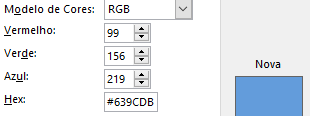 Modelo de Cores: RGB
Vermelho: 99
Verde: 156
Azul: 219
Hex: #639CDB
Nova